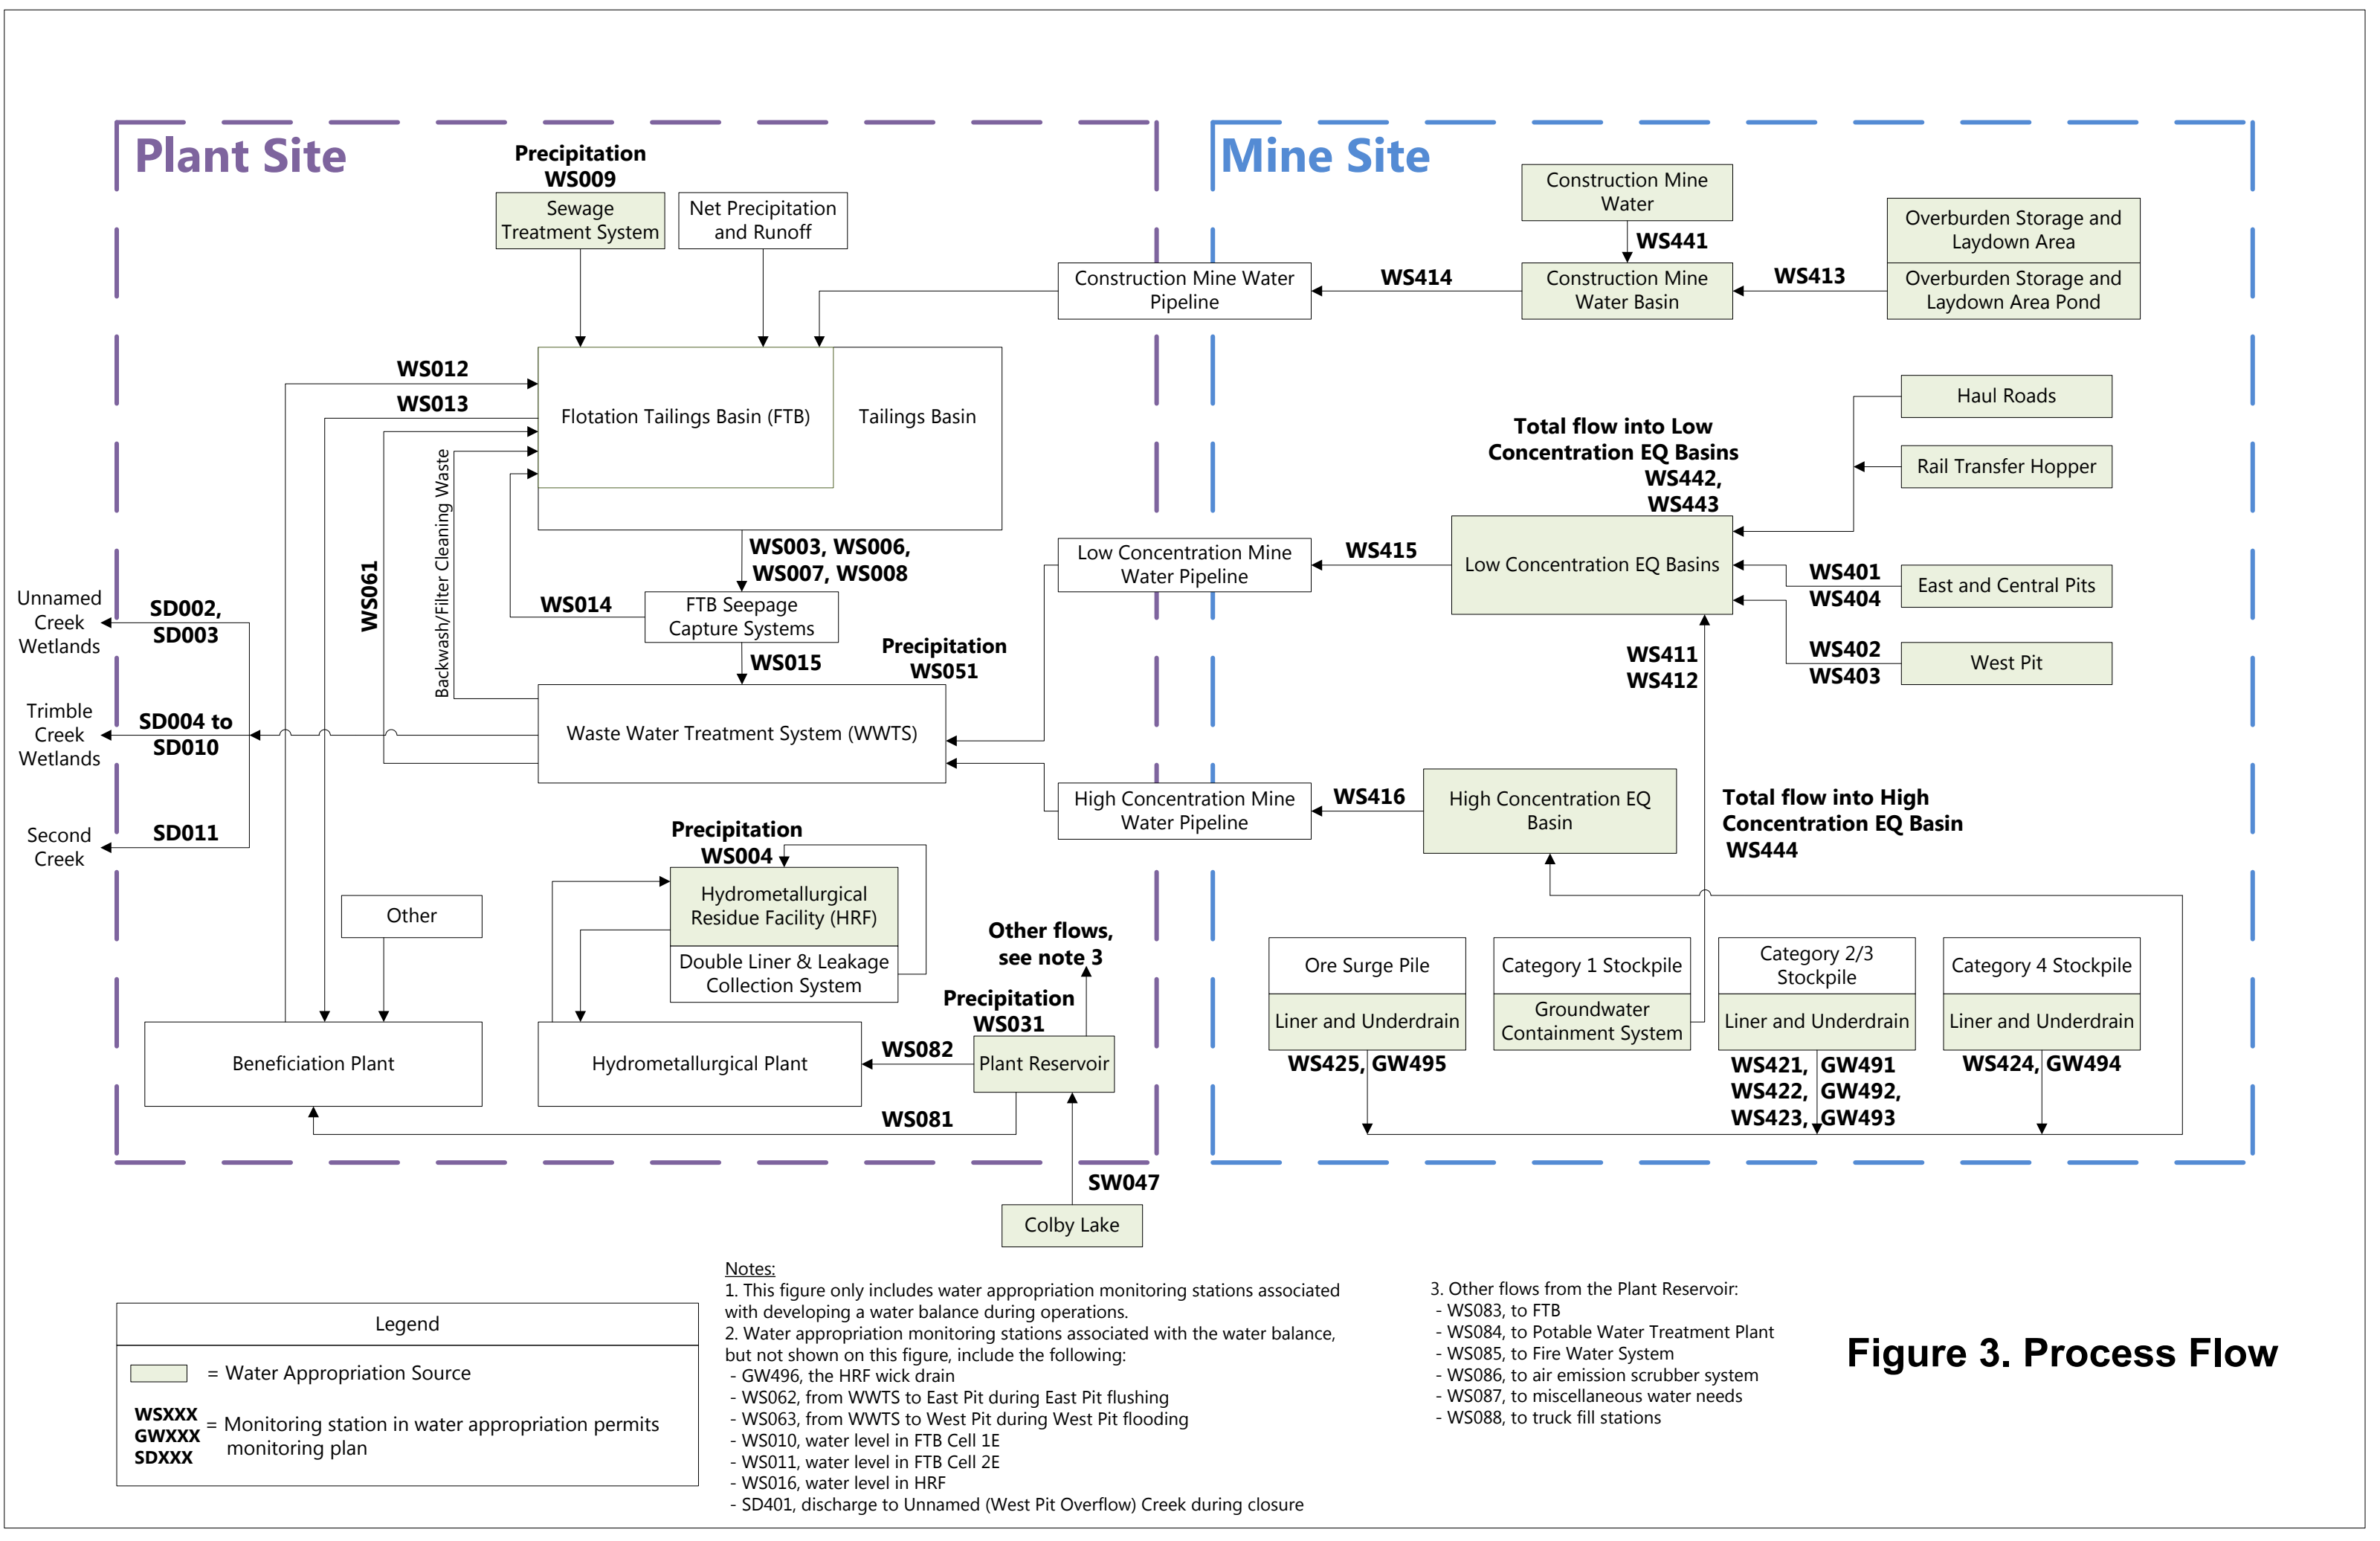 Plant Site
Mine Site
Precipitation
WS009
Sewage
Treatment System
Net Precipitation
and Runoff
Construction Mine
Water
WS441
Overburden Storage and
Laydown Area
Overburden Storage and
Laydown Area Pond
WS413
Construction Mine
Water Basin
WS414
Construction Mine Water
Pipeline
WS012
WS013
Flotation Tailings Basin (FTB)
Tailings Basin
Haul Roads
Rail Transfer Hopper
Total flow into Low
Concentration EQ Basins
WS442,
WS443
Backwash/Filter Cleaning Waste
WS061
WS003, WS006,
WS007, WS008
Low Concentration Mine
Water Pipeline
WS415
Low Concentration EQ Basins
WS401
WS404
East and Central Pits
WS402
WS403
West Pit
WS411
WS412
Unnamed
Creek
Wetlands
SD002,
SD003
WS014
FTB Seepage
Capture Systems
WS015
Precipitation
WS051
Trimble
Creek
Wetlands
SD004 to
SD010
Waste Water Treatment System (WWTS)
Second
Creek
SD011
High Concentration Mine
Water Pipeline
WS416
High Concentration EQ
Basin
Total flow into High
Concentration EQ Basin
WS444
Precipitation
WS004
Hydrometallurgical
Residue Facility (HRF)
Double Liner & Leakage
Collection System
Other
Other flows,
see note 3
Precipitation
WS031
Beneficiation Plant
Hydrometallurgical Plant
WS082
Plant Reservoir
WS081
Ore Surge Pile
Liner and Underdrain
WS425, GW495
Category 1 Stockpile
Groundwater
Containment System
Category 2/3
Stockpile
Liner and Underdrain
WS421, GW491
WS422, GW492,
WS423, GW493
Category 4 Stockpile
Liner and Underdrain
WS424, GW494
SW047
Colby Lake
Legend
= Water Appropriation Source
WSXXX
GWXXX
SDXXX
= Monitoring station in water appropriation permits
monitoring plan
Notes:
1. This figure only includes water appropriation monitoring stations associated
with developing a water balance during operations.
2. Water appropriation monitoring stations associated with the water balance,
but not shown on this figure, include the following:
- GW496, the HRF wick drain
- WS062, from WWTS to East Pit during East Pit flushing
- WS063, from WWTS to West Pit during West Pit flooding
- WS010, water level in FTB Cell 1E
- WS011, water level in FTB Cell 2E
- WS016, water level in HRF
- SD401, discharge to Unnamed (West Pit Overflow) Creek during closure
3. Other flows from the Plant Reservoir:
- WS083, to FTB
- WS084, to Potable Water Treatment Plant
- WS085, to Fire Water System
- WS086, to air emission scrubber system
- WS087, to miscellaneous water needs
- WS088, to truck fill stations
Figure 3. Process Flow